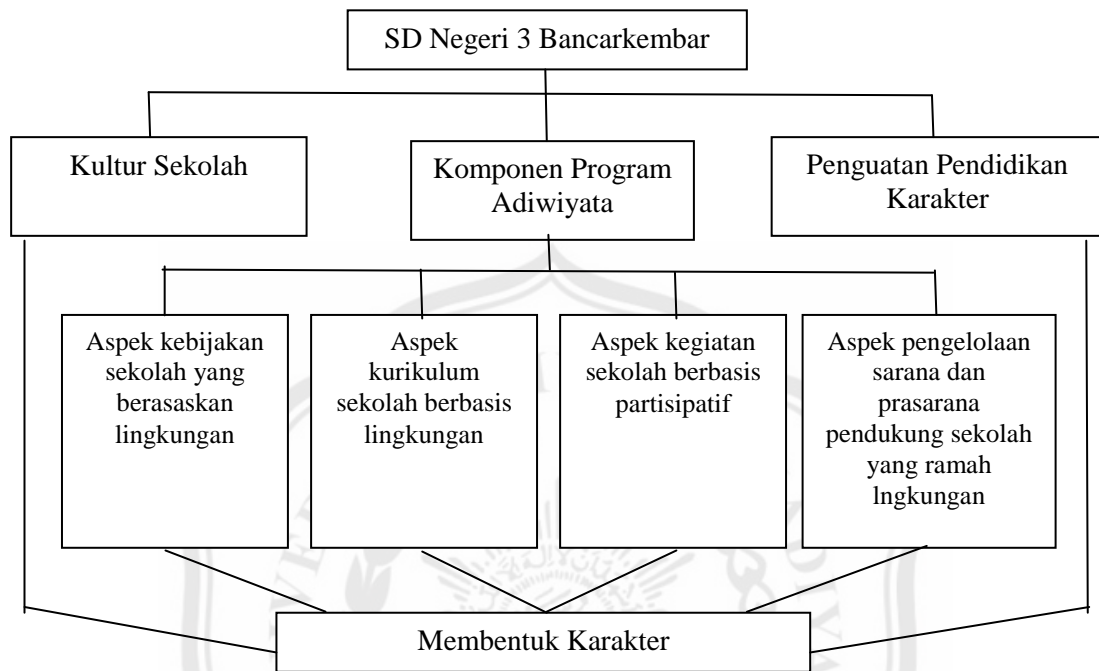 SD Negeri 3 Bancarkembar
Kultur Sekolah
Komponen Program
Adiwiyata
Penguatan Pendidikan
Karakter
Aspek kebijakan
sekolah yang
berasaskan
lingkungan
Aspek
kurikulum
sekolah berbasis
lingkungan
Aspek kegiatan
sekolah berbasis
partisipatif
Aspek pengelolaan
sarana dan
prasarana
pendukung sekolah
yang ramah
lngkungan
Membentuk Karakter